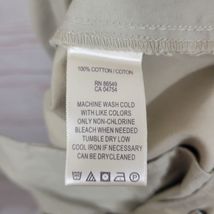 100% COTTON / COTON
RN 86549
CA 04754
MACHINE WASH COLD
WITH LIKE COLORS
ONLY NON-CHLORINE
BLEACH WHEN NEEDED
TUMBLE DRY LOW
COOL IRON IF NECESSARY
CAN BE DRYCLEANED